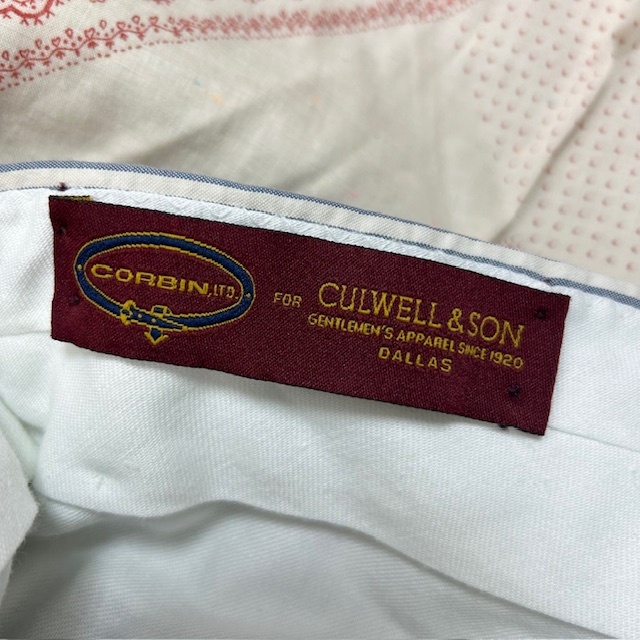 CORBIN, LTD.
FOR
CULWELL & SON
GENTLEMEN'S APPAREL SINCE 1920
DALLAS